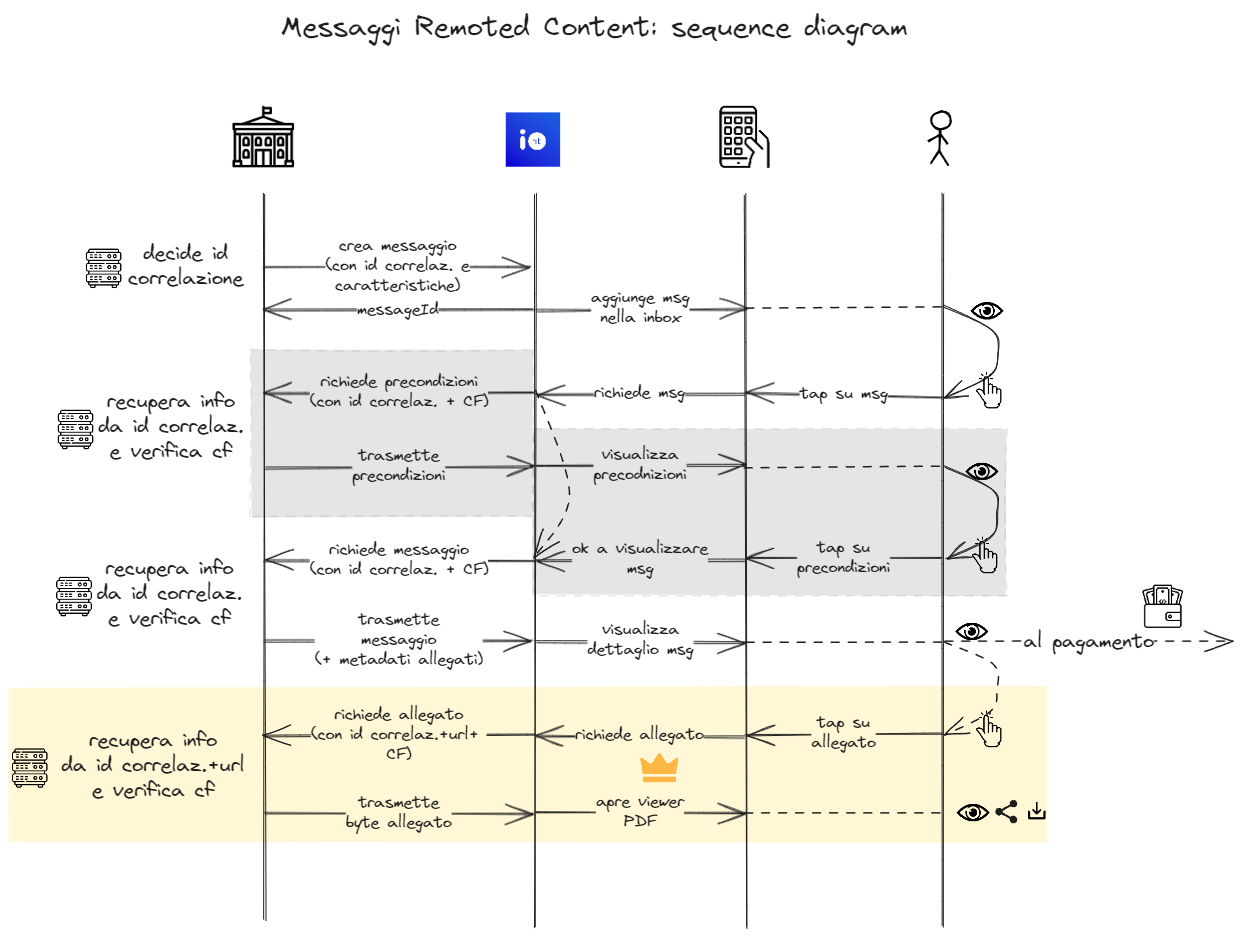 Messaggi Remoted Content: sequence diagram
io
it
decide id
correlazione
crea messaggio
(con id correlaz. e
caratteristiche)
messageId
aggiunge msg
nella inbox
recupera info
da id correlaz.
e verifica cf
richiede precondizioni
(con id correlaz. + CF)
richiede msg
tap su msg
trasmette
precondizioni
visualizza
precodnizioni
recupera info
da id correlaz.
e verifica cf
richiede messaggio
(con id correlaz. + CF)
ok a visualizzare
msg
tap su
precondizioni
trasmette
messaggio
(+ metadati allegati)
visualizza
dettaglio msg
al pagamento
recupera info
da id correlaz.+url
e verifica cf
richiede allegato
(con id correlaz.+url+
CF)
richiede allegato
tap su
allegato
trasmette
byte allegato
apre viewer
PDF